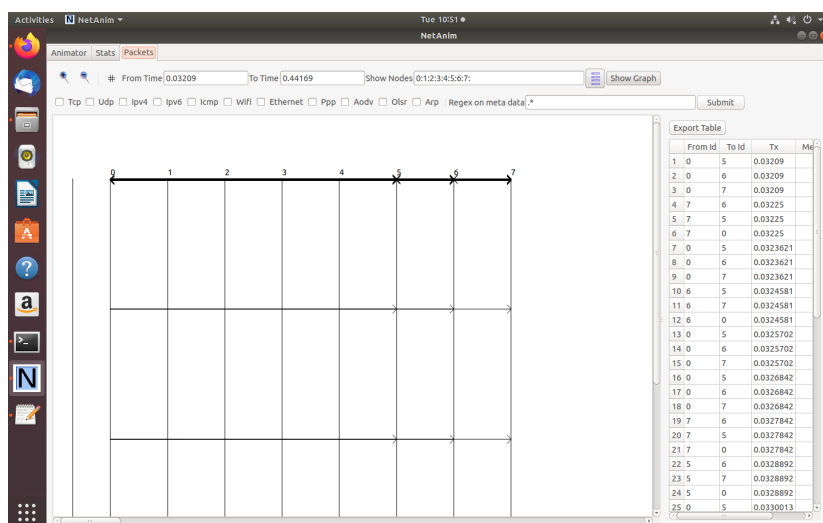 Activities NetAnim Tue 10:51
NetAnim
Animator Stats Packets
# From Time 0.03209 To Time 0.44169 Show Nodes 0:1:2:3:4:5:6:7: Show Graph
Tcp Udp Ipv4 Ipv6 Icmp Wifi Ethernet Ppp Aodv Olsr Arp Regex on meta data .* Submit
Export Table
From Id To Id Tx
0 1 2 3 4 5 6 7
1 0 5 0.03209
2 0 6 0.03209
3 0 7 0.03209
4 7 6 0.03225
5 7 5 0.03225
6 7 0 0.03225
7 0 5 0.0323621
8 0 6 0.0323621
9 0 7 0.0323621
10 6 5 0.0324581
11 6 7 0.0324581
12 6 0 0.0324581
13 0 5 0.0325702
14 0 6 0.0325702
15 0 7 0.0325702
16 0 5 0.0326842
17 0 6 0.0326842
18 0 7 0.0326842
19 7 6 0.0327842
20 7 5 0.0327842
21 7 0 0.0327842
22 5 6 0.0328892
23 5 7 0.0328892
24 5 0 0.0328892
25 0 5 0.0330013